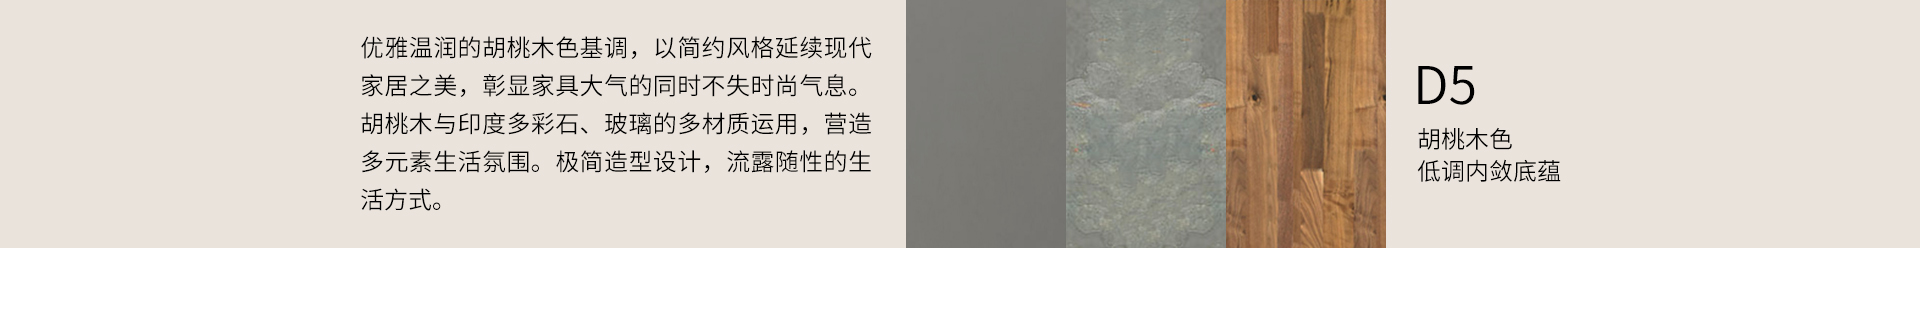 优雅温润的胡桃木色基调，以简约风格延续现代
家居之美，彰显家具大气的同时不失时尚气息。
胡桃木与印度多彩石、玻璃的多材质运用，营造
多元素生活氛围。极简造型设计，流露随性的生
活方式。
D5
胡桃木色
低调内敛底蕴